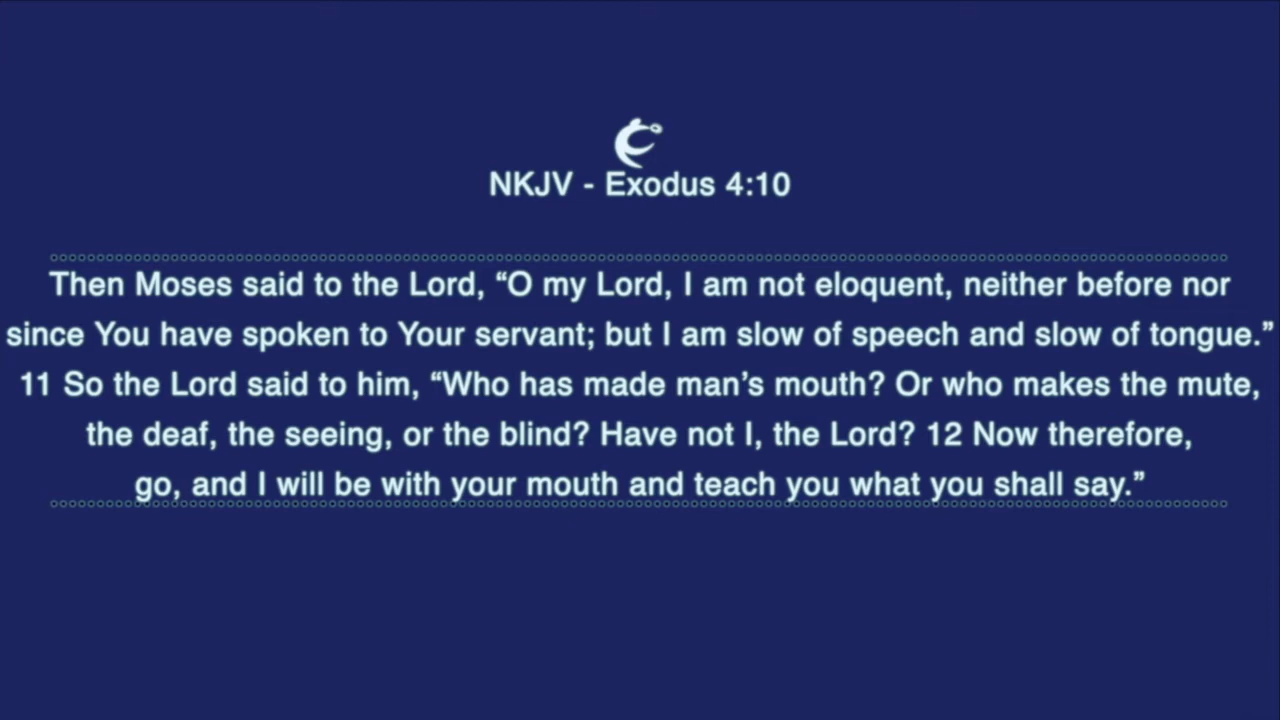 NKJV - Exodus 4:10
Then Moses said to the Lord, “O my Lord, I am not eloquent, neither before nor
since You have spoken to Your servant; but I am slow of speech and slow of tongue.”
11 So the Lord said to him, “Who has made man’s mouth? Or who makes the mute,
the deaf, the seeing, or the blind? Have not I, the Lord? 12 Now therefore,
go, and I will be with your mouth and teach you what you shall say.”